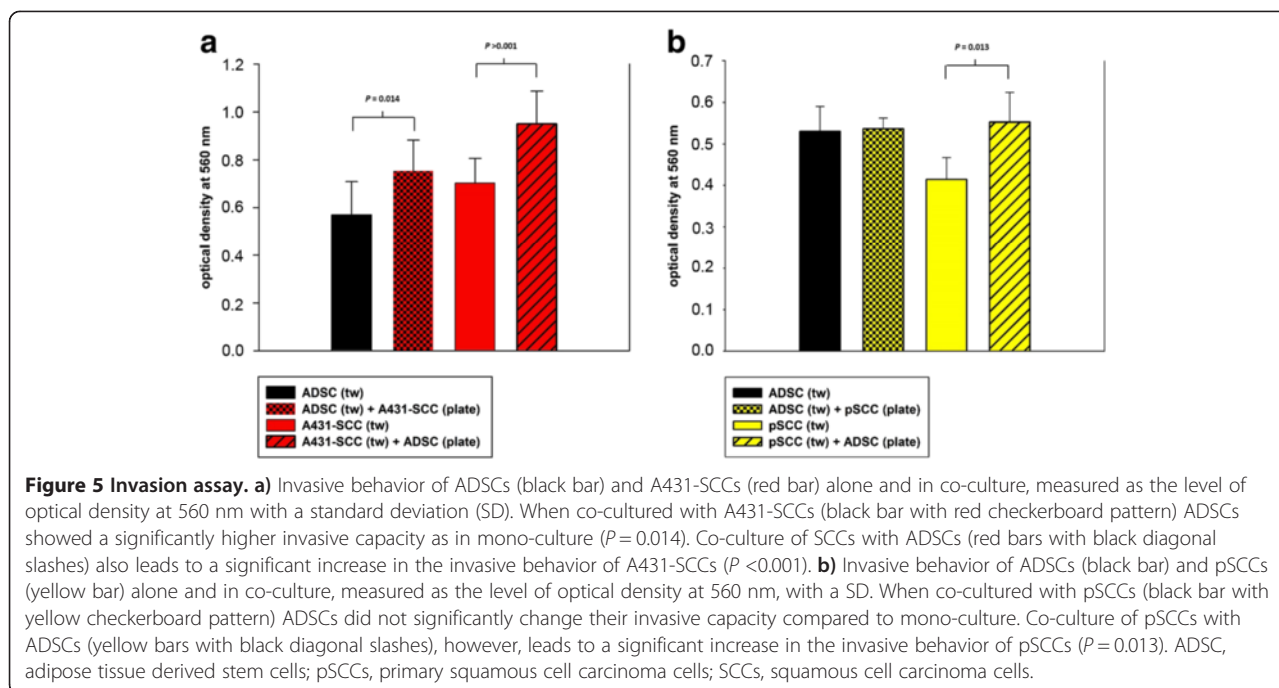 a
P >0.001
P = 0.014
optical density at 560 nm
1.2
1.0
0.8
0.6
0.4
0.2
0.0
ADSC (tw)
ADSC (tw) + A431-SCC (plate)
A431-SCC (tw)
A431-SCC (tw) + ADSC (plate)
b
P = 0.013
optical density at 560 nm
0.7
0.6
0.5
0.4
0.3
0.2
0.1
0.0
ADSC (tw)
ADSC (tw) + pSCC (plate)
pSCC (tw)
pSCC (tw) + ADSC (plate)
Figure 5 Invasion assay. a) Invasive behavior of ADSCs (black bar) and A431-SCCs (red bar) alone and in co-culture, measured as the level of
optical density at 560 nm with a standard deviation (SD). When co-cultured with A431-SCCs (black bar with red checkerboard pattern) ADSCs
showed a significantly higher invasive capacity as in mono-culture (P = 0.014). Co-culture of SCCs with ADSCs (red bars with black diagonal
slashes) also leads to a significant increase in the invasive behavior of A431-SCCs (P <0.001). b) Invasive behavior of ADSCs (black bar) and pSCCs
(yellow bar) alone and in co-culture, measured as the level of optical density at 560 nm, with a SD. When co-cultured with pSCCs (black bar with
yellow checkerboard pattern) ADSCs did not significantly change their invasive capacity compared to mono-culture. Co-culture of pSCCs with
ADSCs (yellow bars with black diagonal slashes), however, leads to a significant increase in the invasive behavior of pSCCs (P = 0.013). ADSC,
adipose tissue derived stem cells; pSCCs, primary squamous cell carcinoma cells; SCCs, squamous cell carcinoma cells.